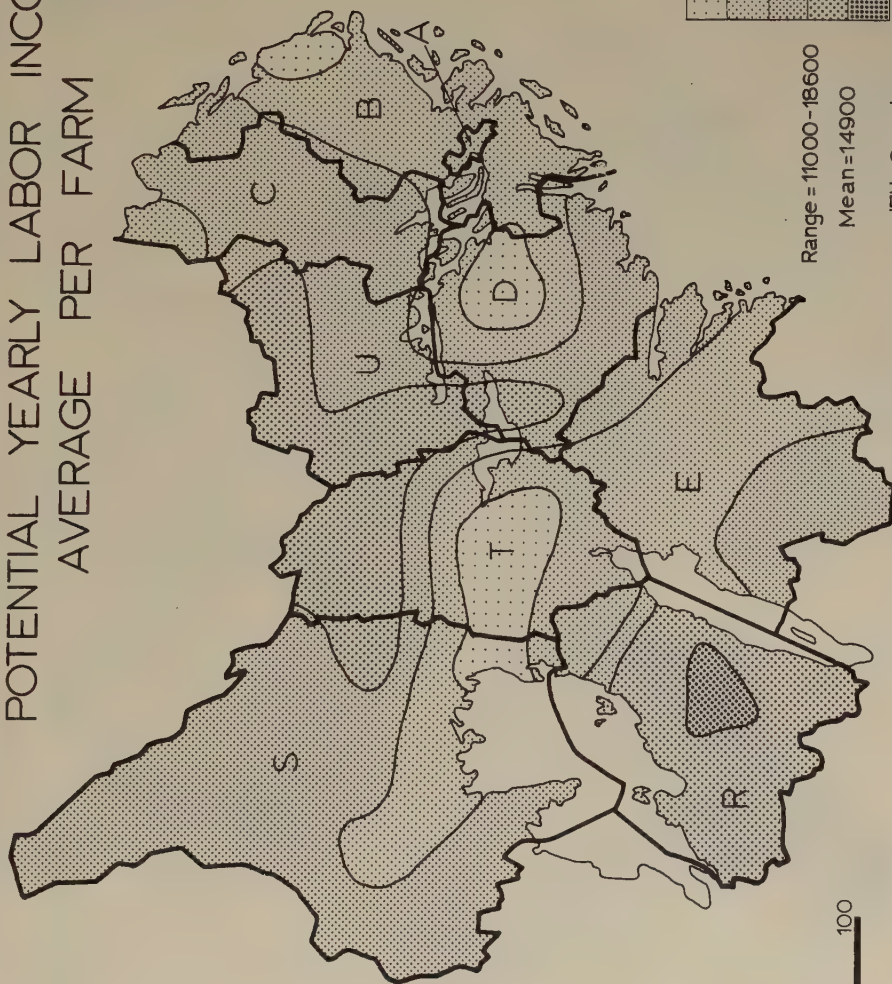 POTENTIAL YEARLY LABOR INCO
AVERAGE PER FARM
A
B
C
D
U
T
S
E
R
Range = 11000-18600
Mean = 14900
100